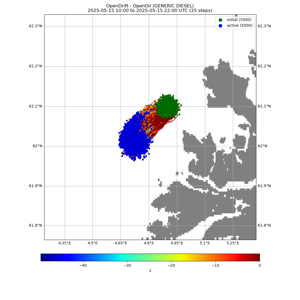 OpenDrift - OpenOil (GENERIC DIESEL)
2025-05-15 10:00 to 2025-05-15 22:00 UTC (25 steps)
initial (5000)
active (5000)
62.3°N 62.3°N
62.2°N 62.2°N
62.1°N 62.1°N
62°N 62°N
61.9°N 61.9°N
61.8°N 61.8°N
4.35°E 4.5°E 4.65°E 4.8°E 4.95°E 5.1°E 5.25°E
−40 −30 −20 −10 0
z